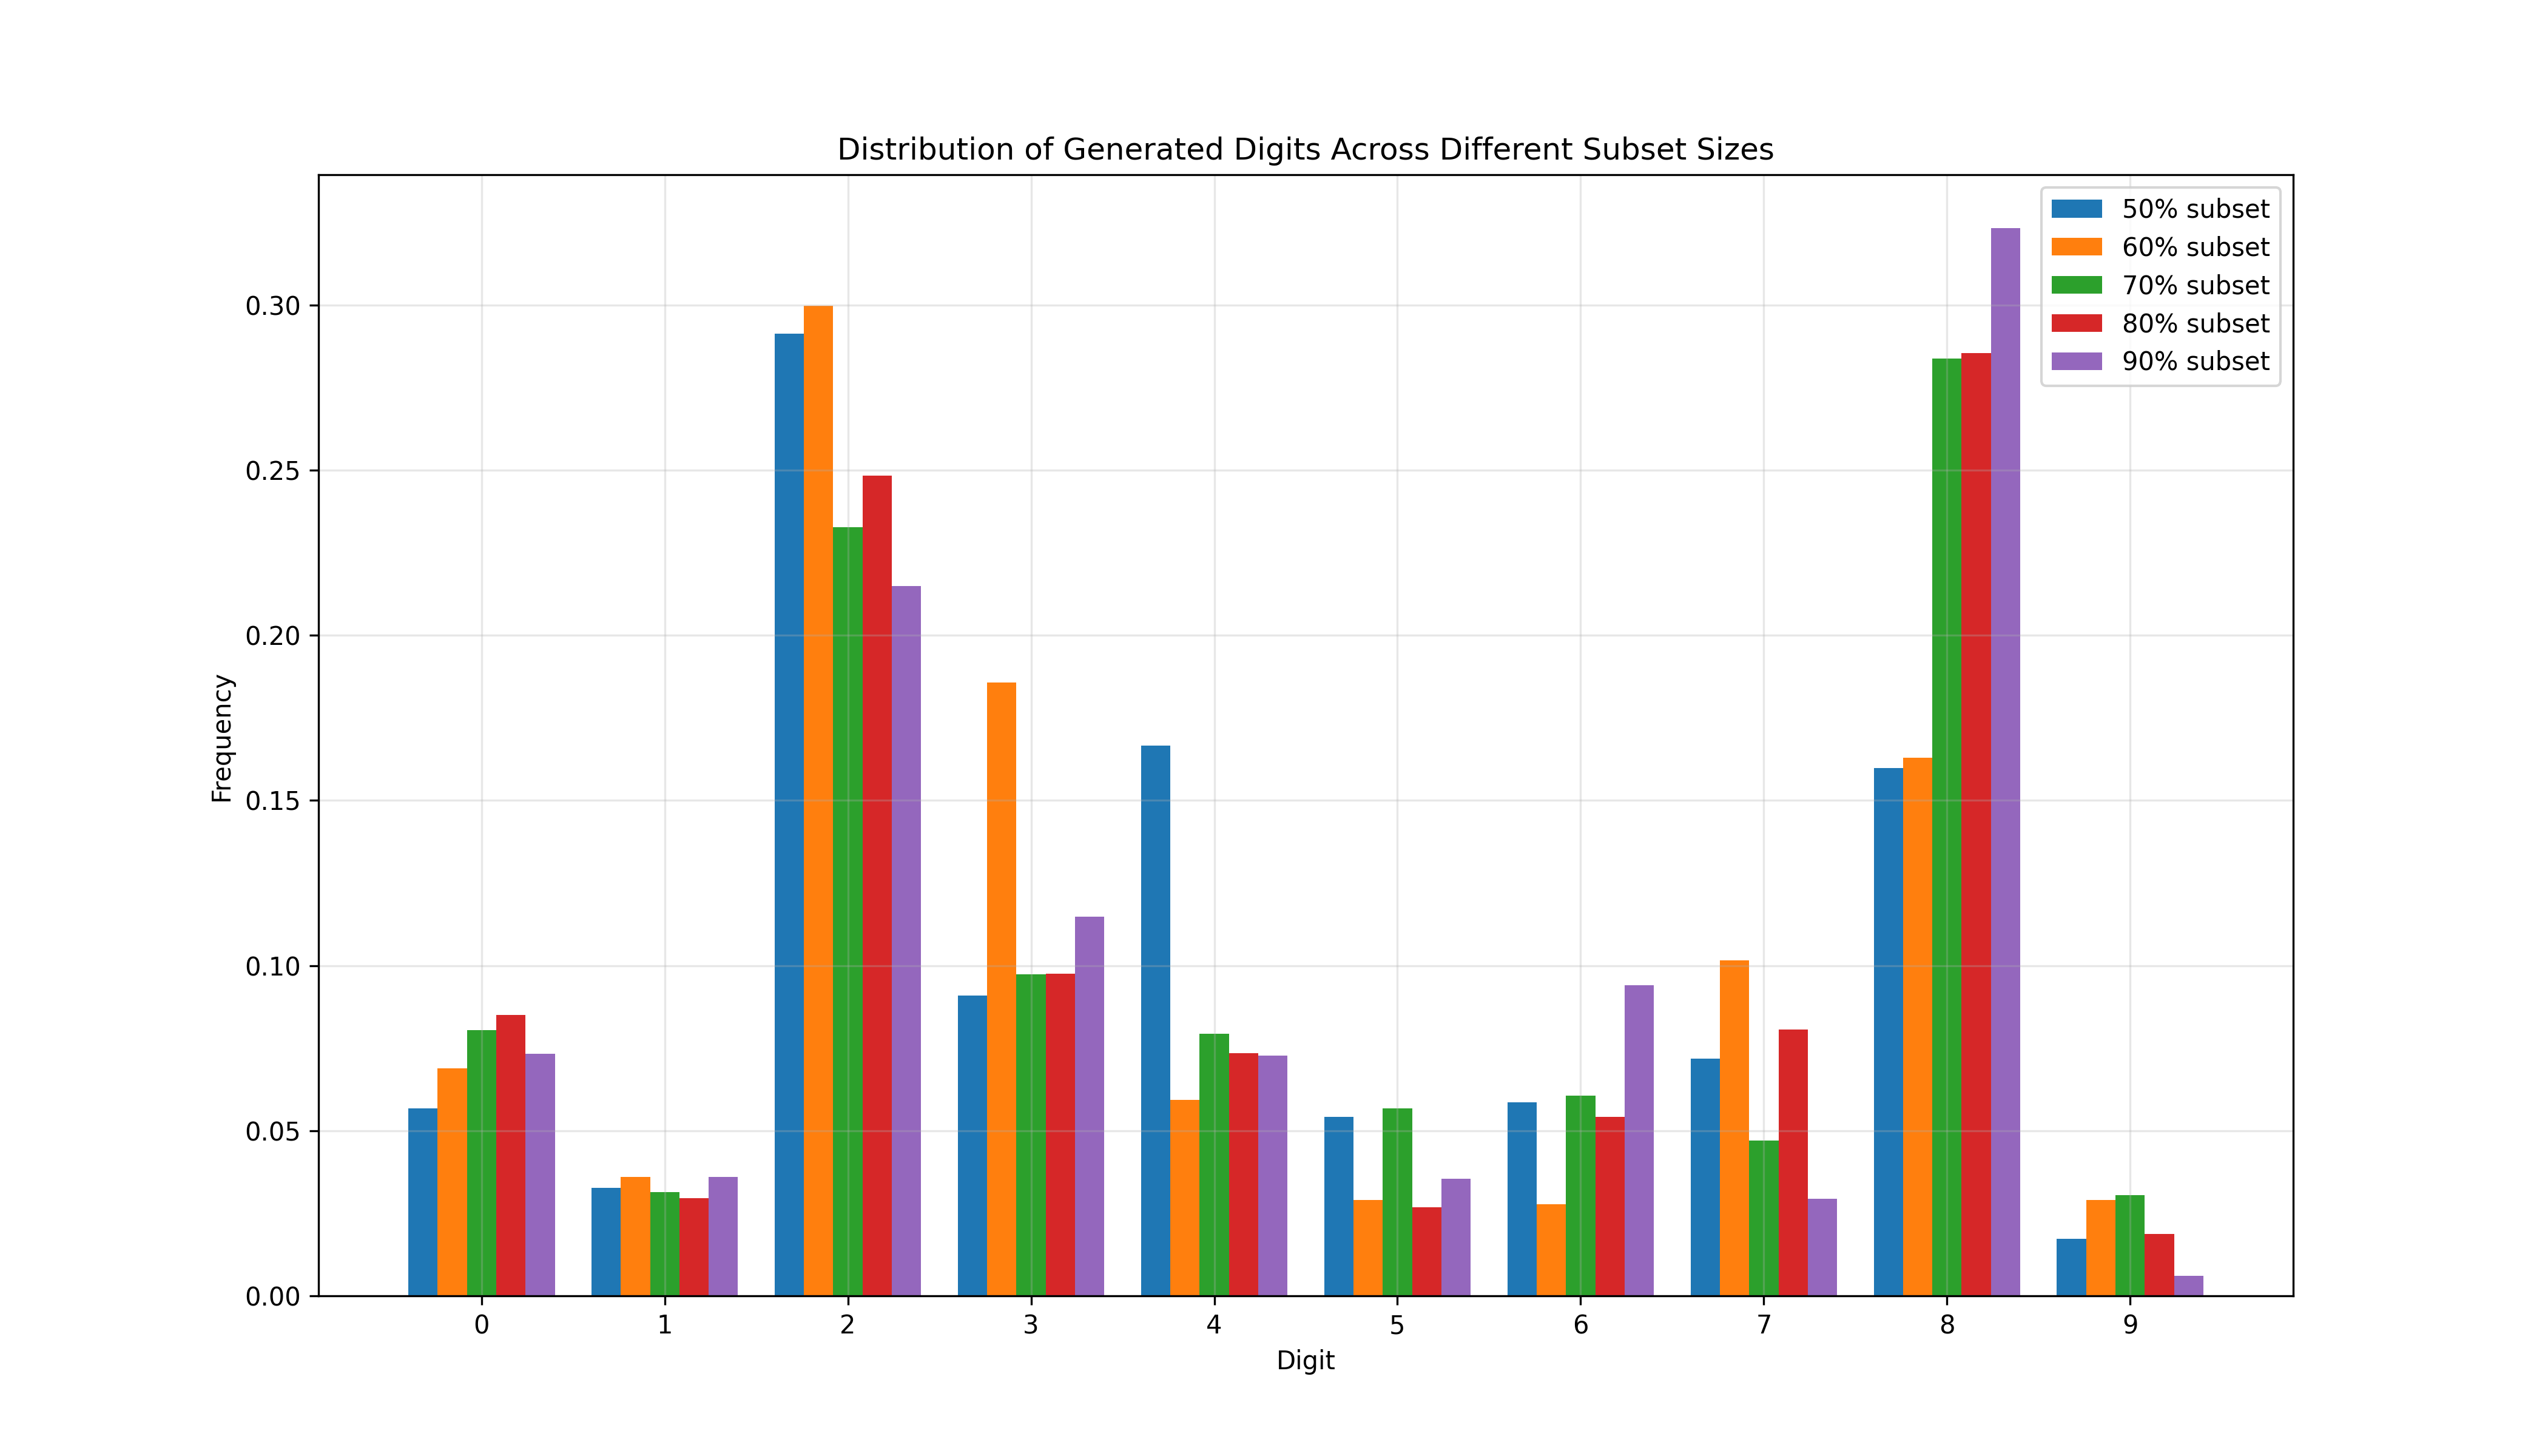 Distribution of Generated Digits Across Different Subset Sizes
50% subset
60% subset
70% subset
80% subset
90% subset
Frequency
0.30
0.25
0.20
0.15
0.10
0.05
0.00
0 1 2 3 4 5 6 7 8 9
Digit